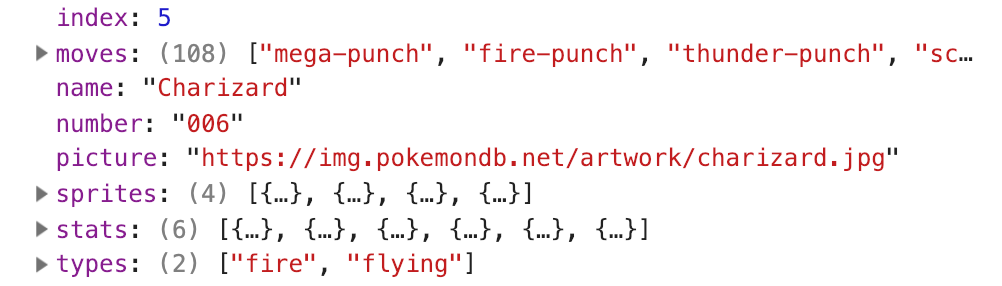 index: 5
▶ moves: (108) ["mega-punch", "fire-punch", "thunder-punch", "sc…
name: "Charizard"
number: "006"
picture: "https://img.pokemondb.net/artwork/charizard.jpg"
▶ sprites: (4) [{…}, {…}, {…}, {…}]
▶ stats: (6) [{…}, {…}, {…}, {…}, {…}, {…}]
▶ types: (2) ["fire", "flying"]